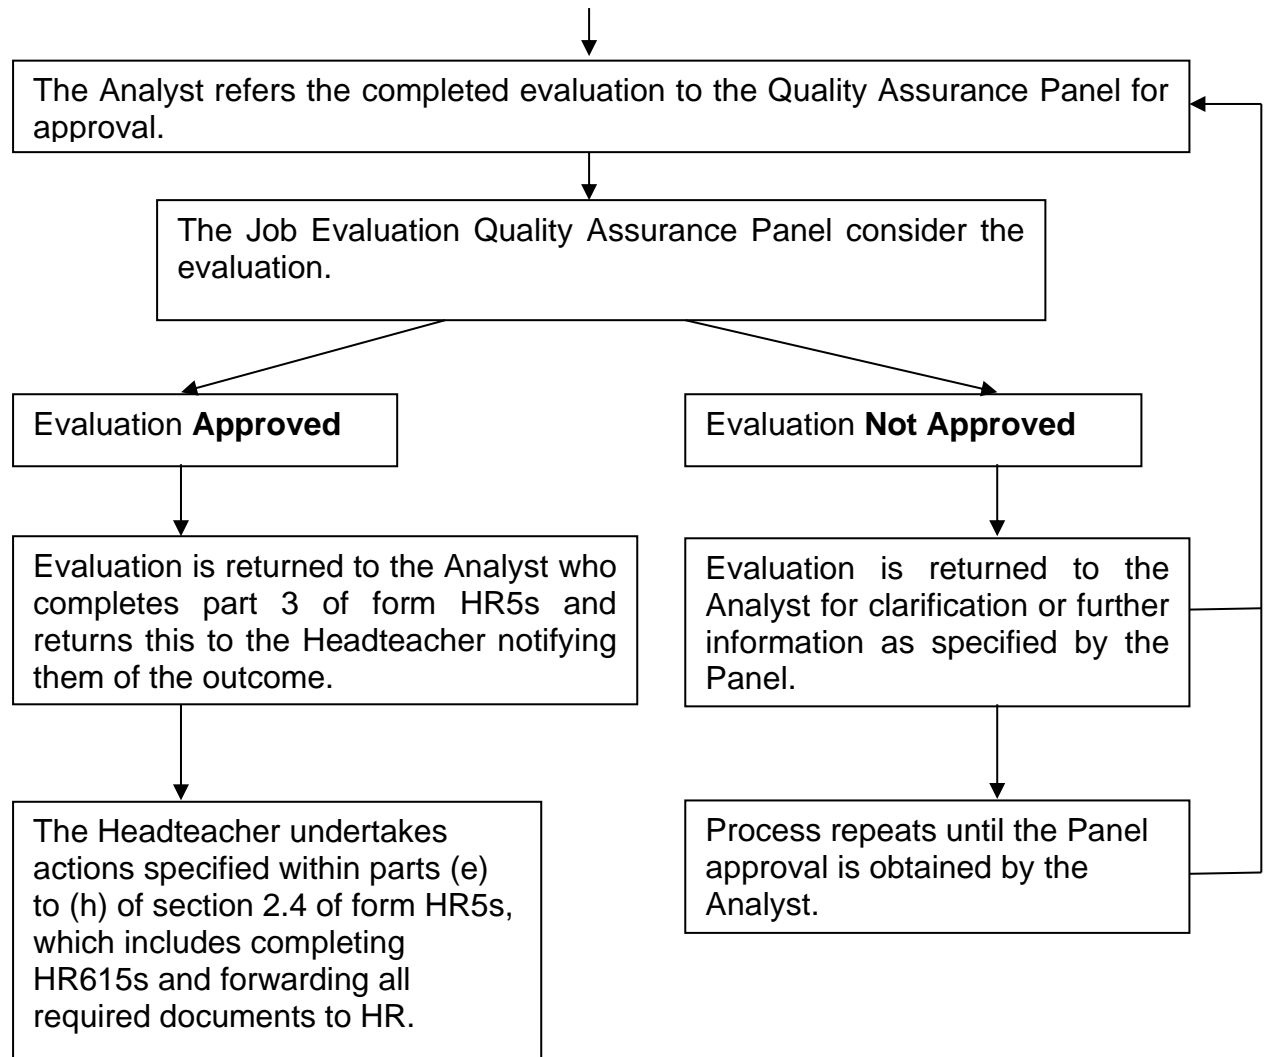 The Analyst refers the completed evaluation to the Quality Assurance Panel for
approval.
The Job Evaluation Quality Assurance Panel consider the
evaluation.
Evaluation Approved
Evaluation Not Approved
Evaluation is returned to the Analyst who
completes part 3 of form HR5s and
returns this to the Headteacher notifying
them of the outcome.
Evaluation is returned to the
Analyst for clarification or further
information as specified by the
Panel.
The Headteacher undertakes
actions specified within parts (e)
to (h) of section 2.4 of form HR5s,
which includes completing
HR615s and forwarding all
required documents to HR.
Process repeats until the Panel
approval is obtained by the
Analyst.